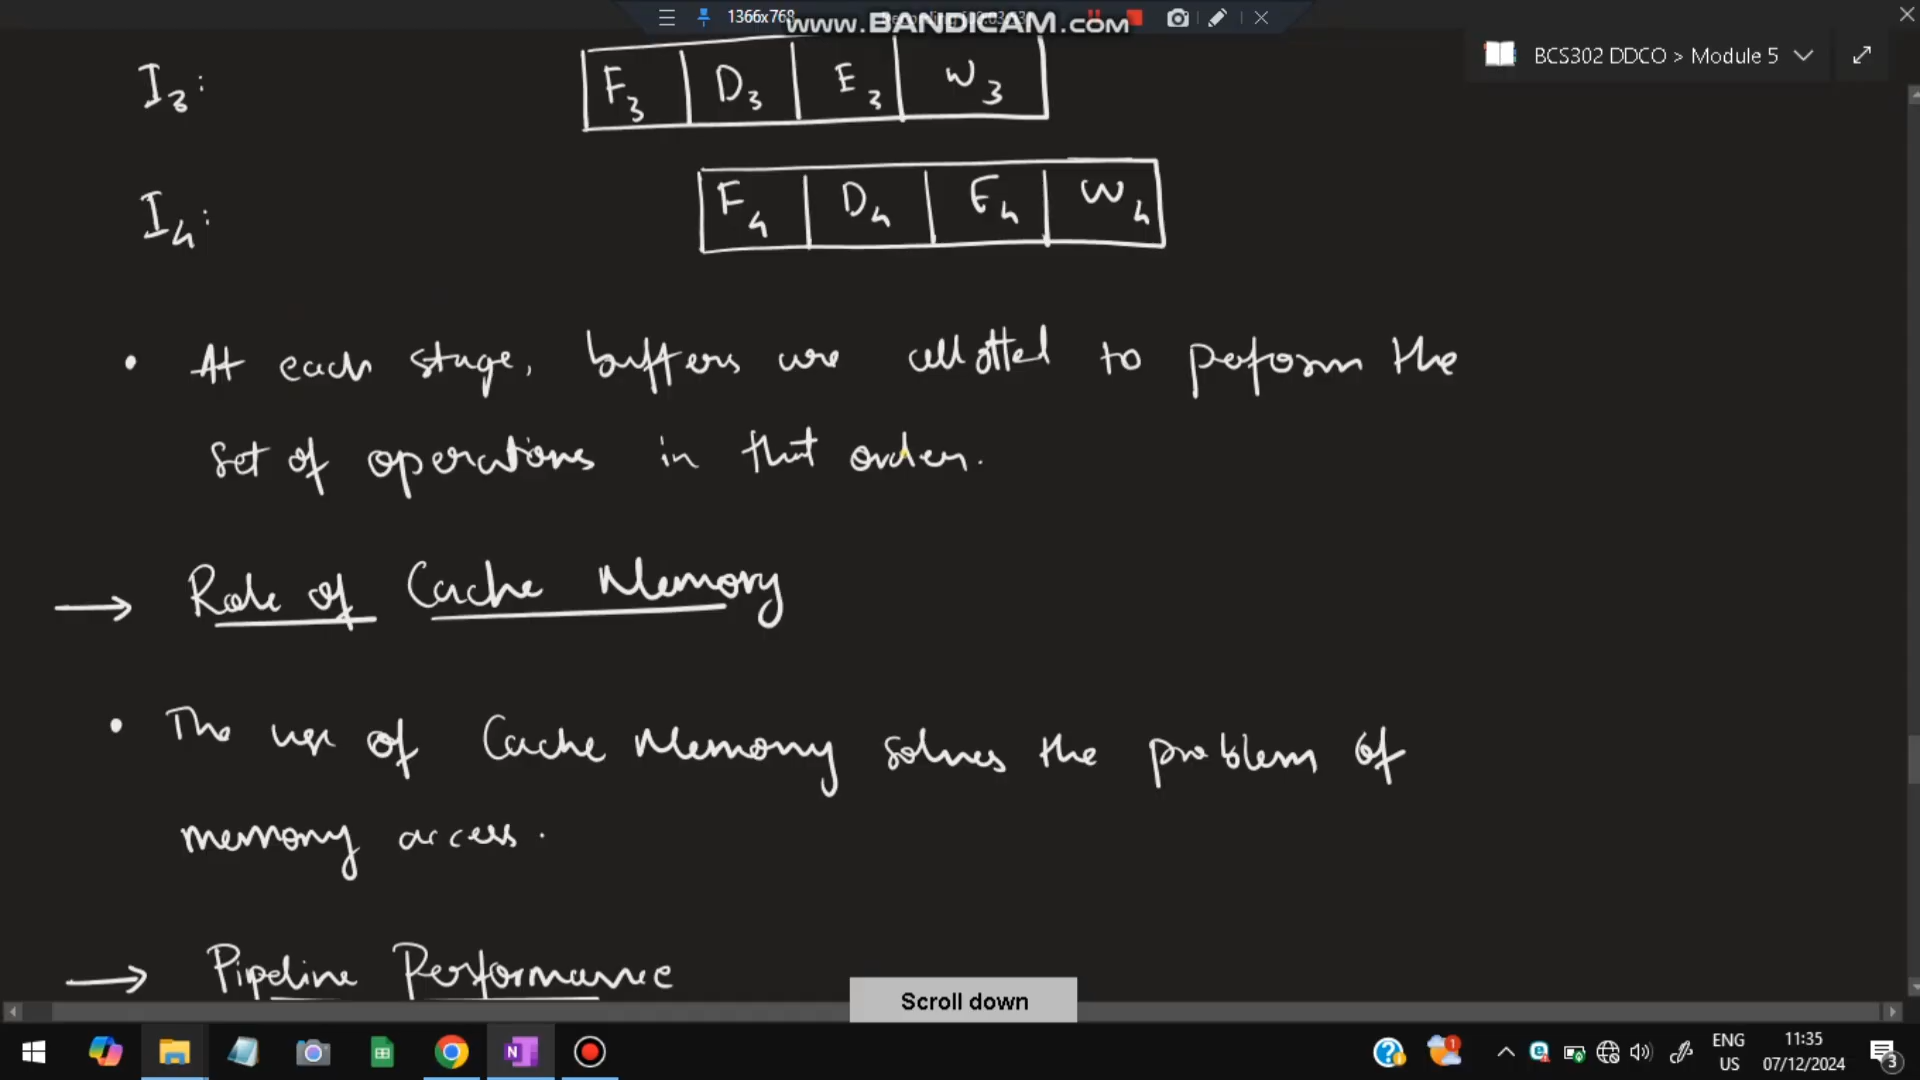 1366x768
www.BANDICAM.com
BCS302 DDCO > Module 5
I3: F3 D3 E3 W3
I4: F4 D4 E4 W4
• At each stage, buffers are allotted to peform the
set of operations in that order.
→ Role of Cache Memory
• The use of Cache Memory solves the problem of
memory access.
→ Pipeline Performance
Scroll down
ENG
US
11:35
07/12/2024
3